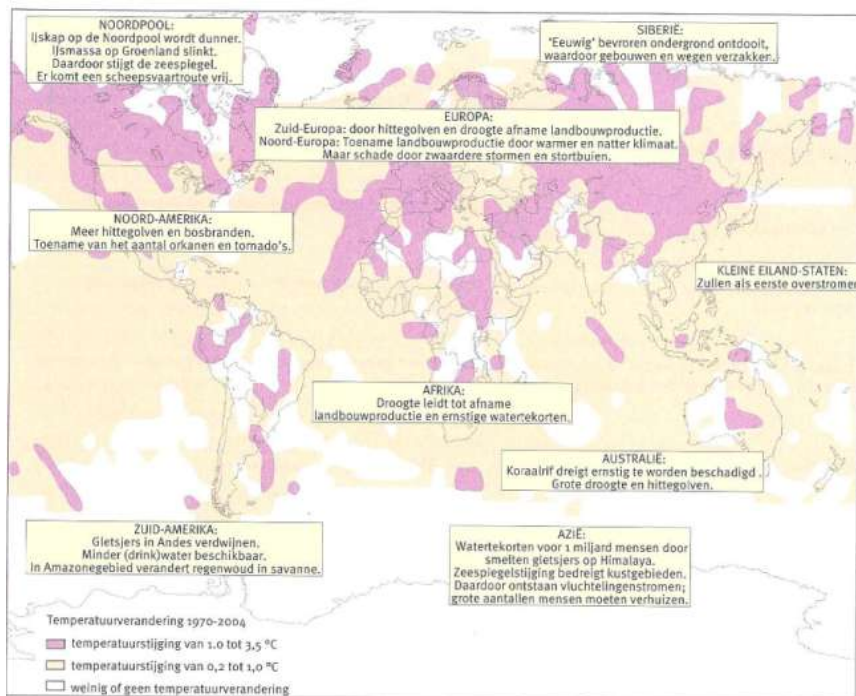 NOORDPOOL:
IJskap op de Noordpool wordt dunner.
IJsmassa op Groenland slinkt.
Daardoor stijgt de zeespiegel.
Er komt een scheepsvaartroute vrij.
SIBERIË:
'Eeuwig' bevroren ondergrond ontdooit,
waardoor gebouwen en wegen verzakken.
EUROPA:
Zuid-Europa: door hittegolven en droogte afname landbouwproductie.
Noord-Europa: Toename landbouwproductie door warmer en natter klimaat.
Maar schade door zwaardere stormen en stortbuien.
NOORD-AMERIKA:
Meer hittegolven en bosbranden.
Toename van het aantal orkanen en tornado's.
KLEINE EILAND-STATEN:
Zullen als eerste overstromen
AFRIKA:
Droogte leidt tot afname
landbouwproductie en ernstige watertekorten.
AUSTRALIË:
Koraalrif dreigt ernstig te worden beschadigd .
Grote droogte en hittegolven.
ZUID-AMERIKA:
Gletsjers in Andes verdwijnen.
Minder (drink)water beschikbaar.
In Amazonegebied verandert regenwoud in savanne.
AZIË:
Watertekorten voor 1 miljard mensen door
smelten gletsjers op Himalaya.
Zeespiegelstijging bedreigt kustgebieden.
Daardoor ontstaan vluchtelingenstromen;
grote aantallen mensen moeten verhuizen.
Temperatuurverandering 1970-2004
temperatuurstijging van 1.0 tot 3,5 °C
temperatuurstijging van 0,2 tot 1,0 °C
weinig of geen temperatuurverandering